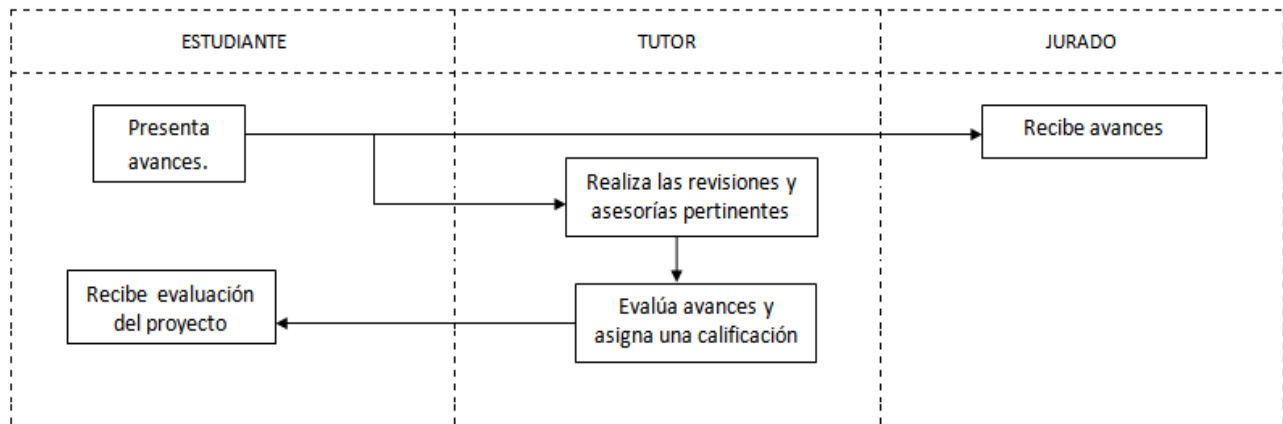 ESTUDIANTE
TUTOR
JURADO
Presenta
avances.
Recibe avances
Realiza las revisiones y
asesorías pertinentes
Recibe evaluación
del proyecto
Evalúa avances y
asigna una calificación